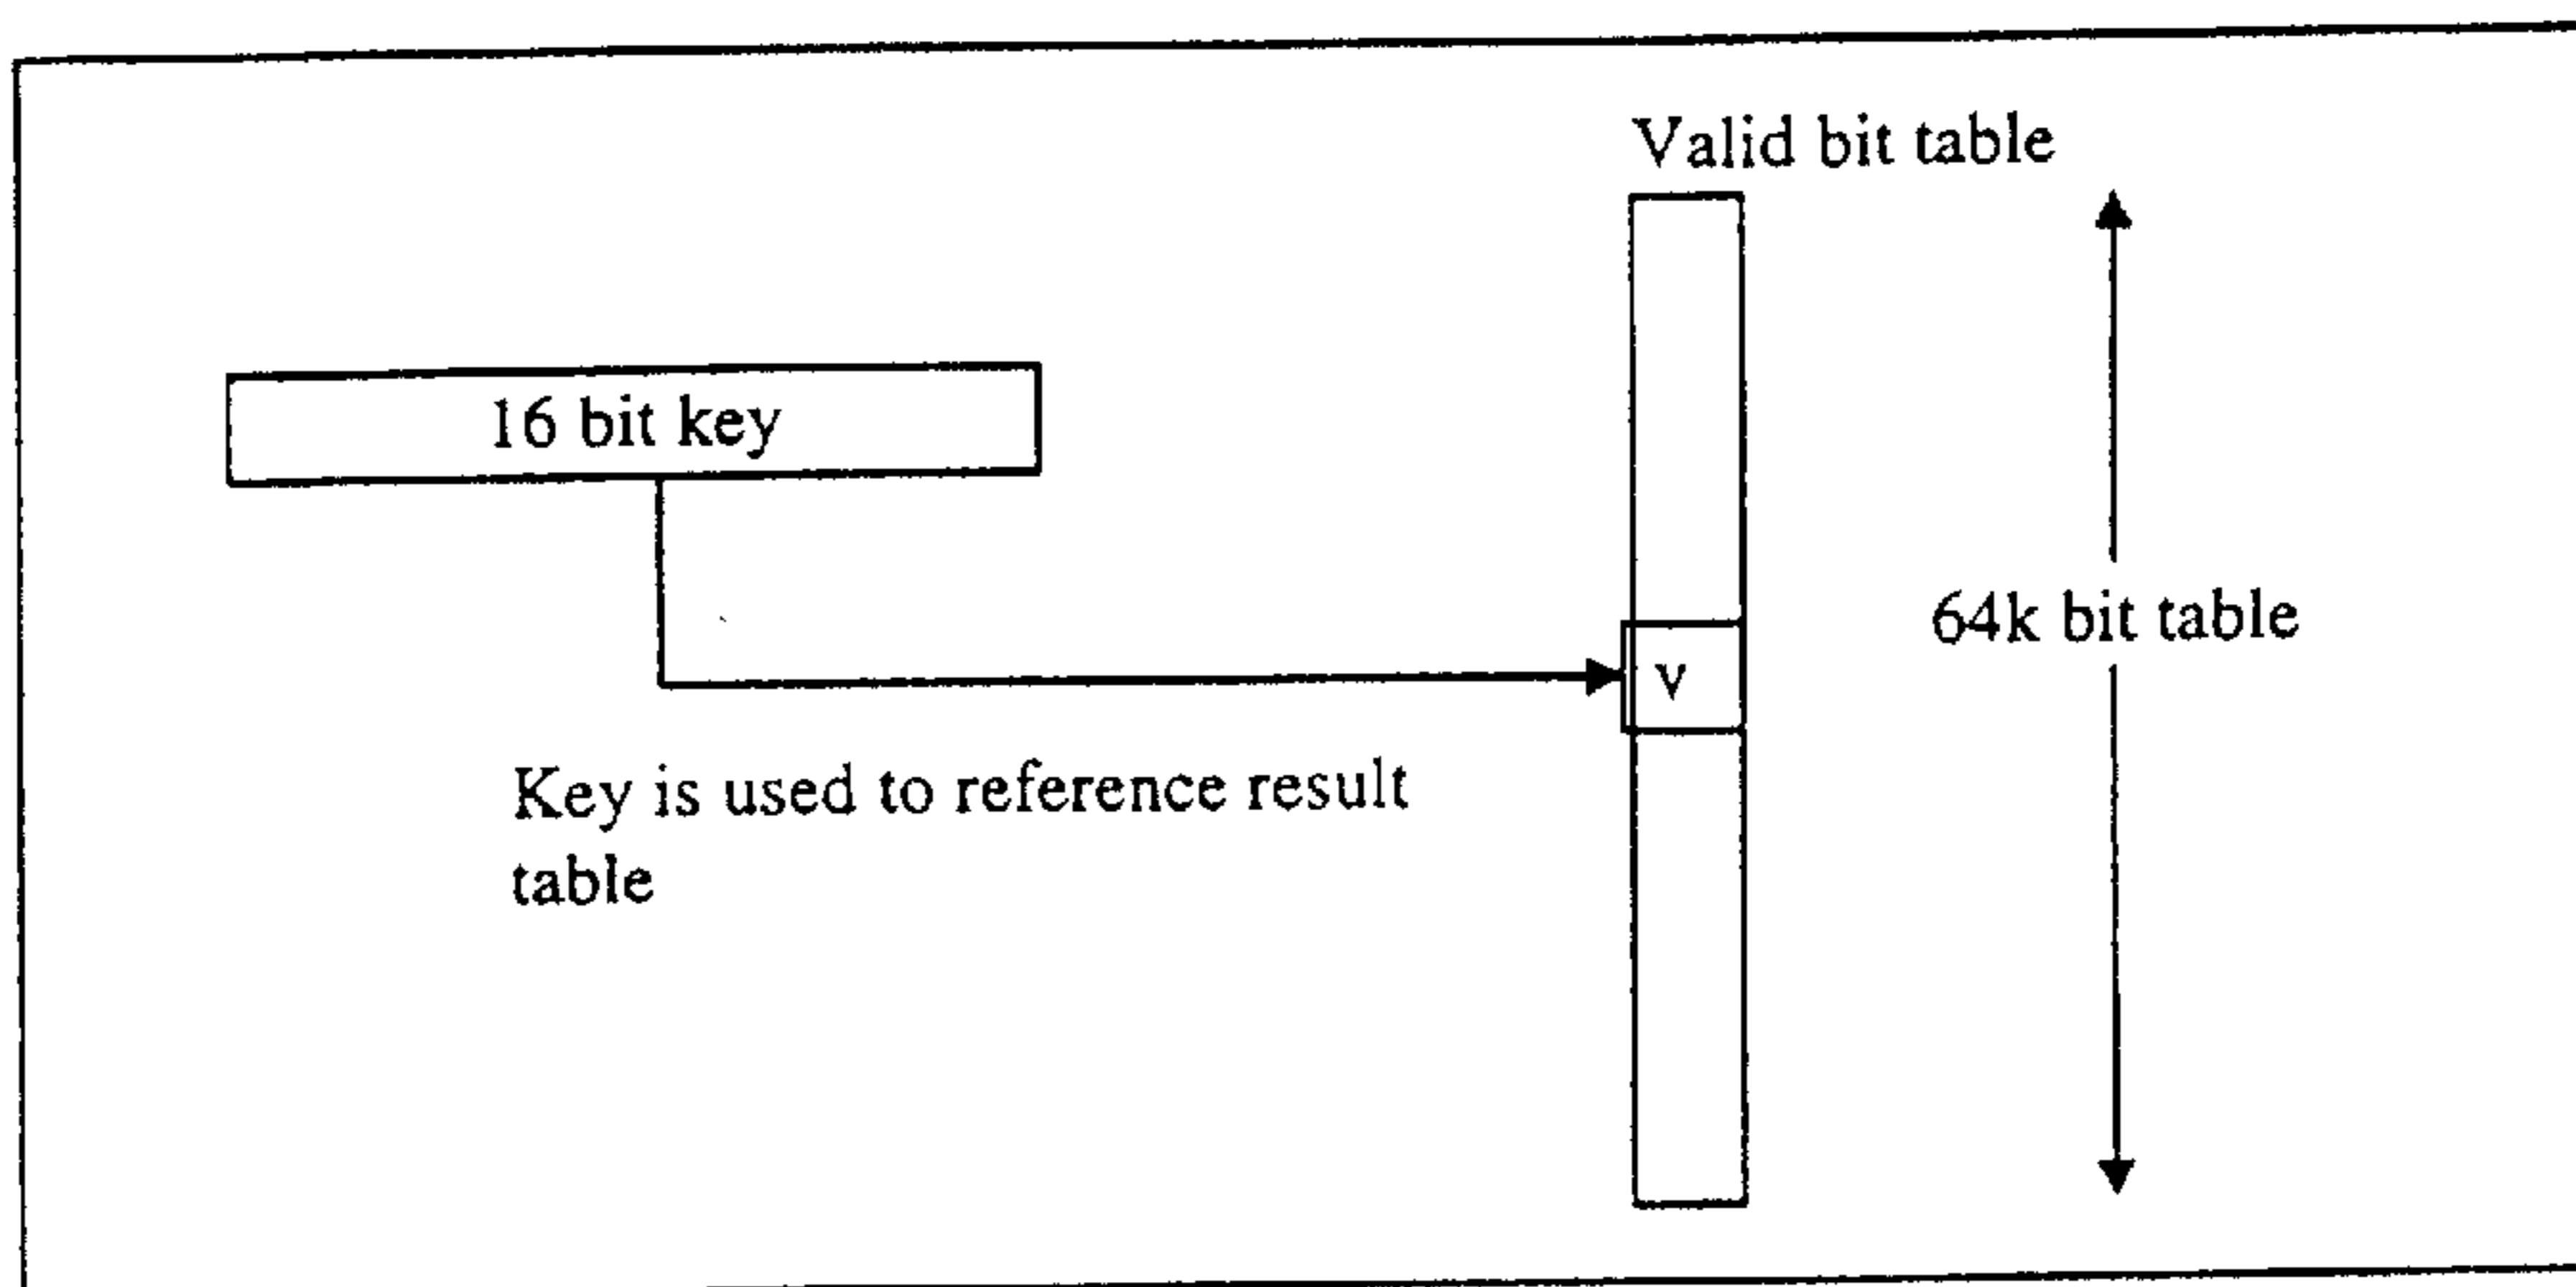 Valid bit table
16 bit key
64k bit table
v
Key is used to reference result
table